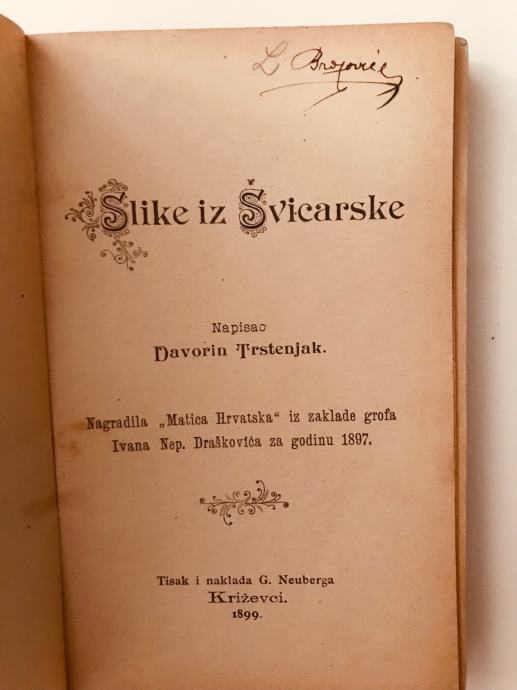 Slike iz Švicarske
Napisao
Davorin Trstenjak.
Nagradila „Matica Hrvatska“ iz zaklade grofa
Ivana Nep. Draškovića za godinu 1897.
Tisak i naklada G. Neuberga
Križevci.
1899.